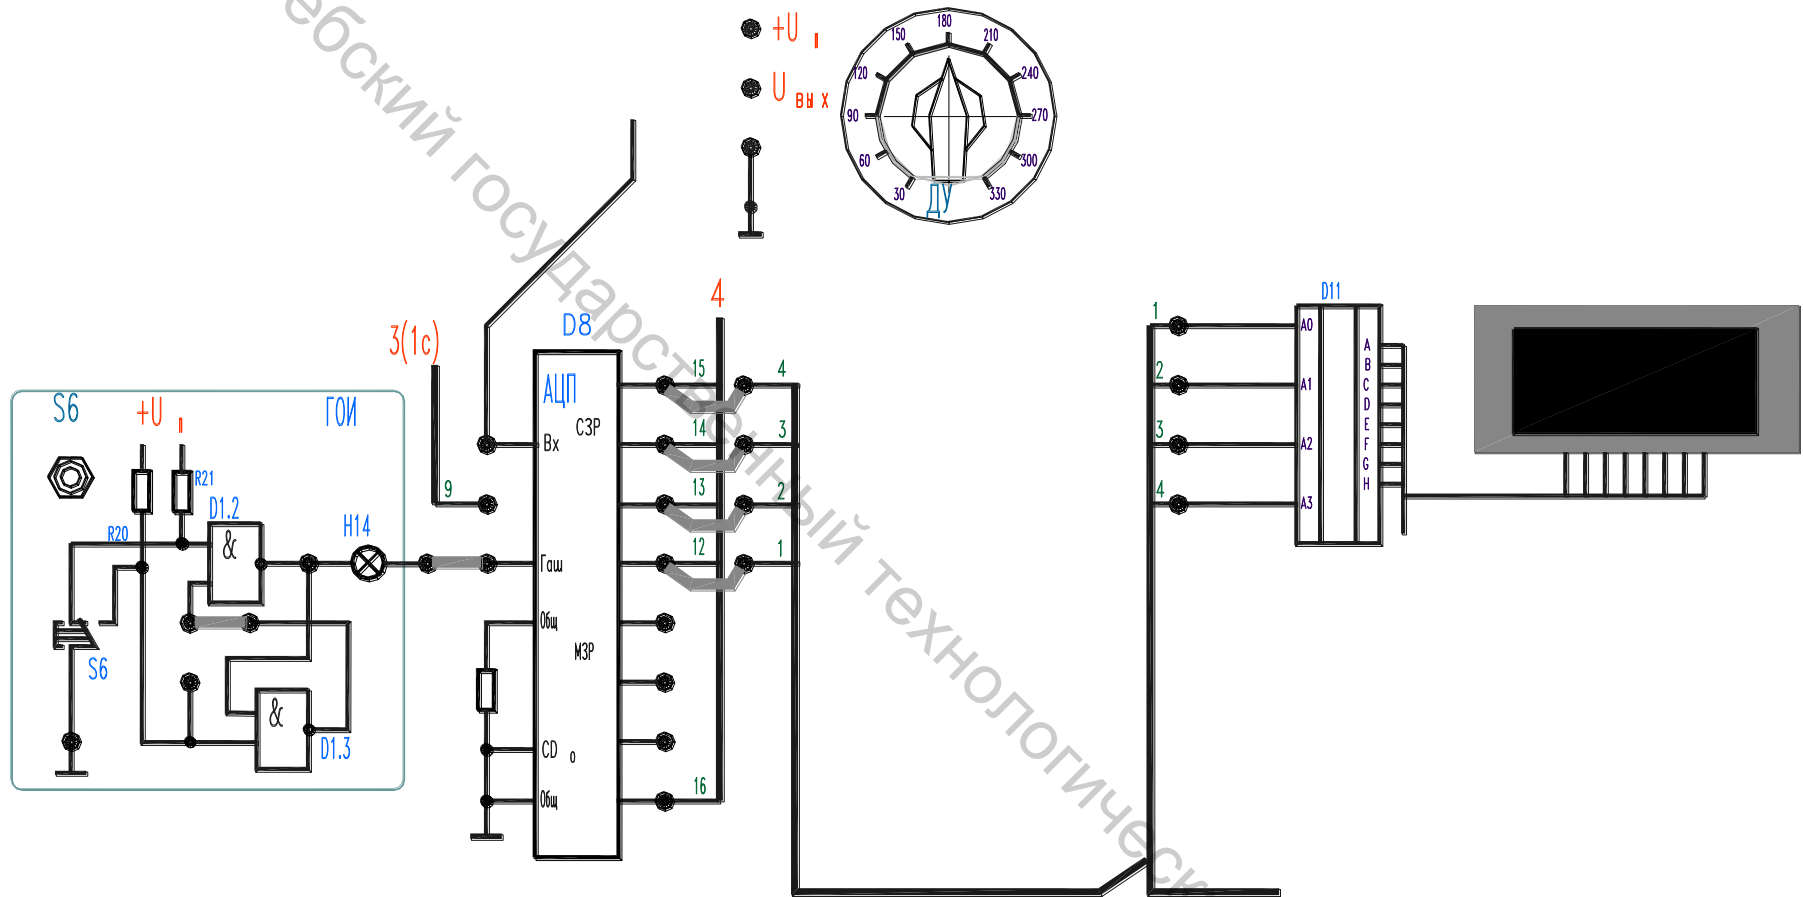 +U п
U вых
180
150
210
120
240
90
270
60
300
30
330
ДУ
4
D11
1
A0
3(1с)
D8
15
4
A
B
2
A1
C
АЦП
D
S6
+U п
ГОИ
СЗР
14
3
E
3
Вх
F
A2
G
R21
9
13
2
H
4
A3
D1.2
R20
&
H14
12
1
Гаш
Общ
МЗР
S6
&
D1.3
CD 0
16
Общ
ебский государственный технологическ